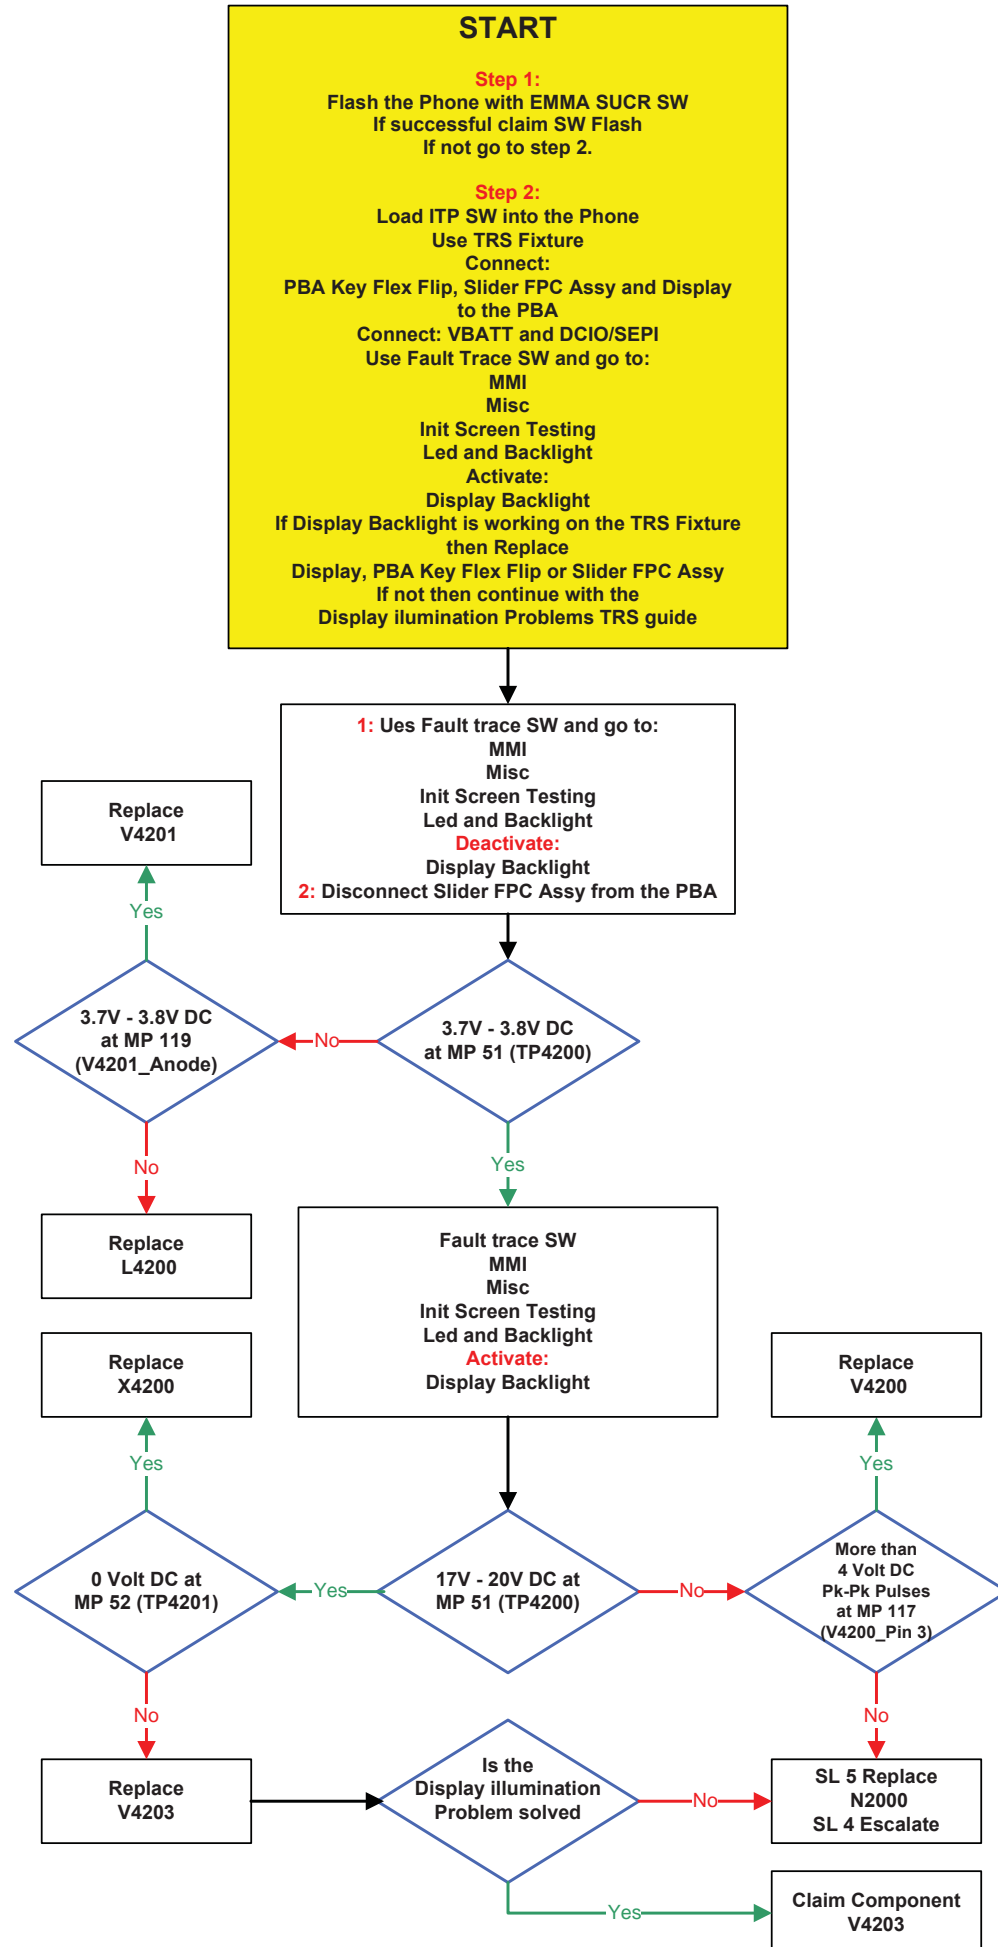 START
Step 1:
Flash the Phone with EMMA SUCR SW
If successful claim SW Flash
If not go to step 2.
Step 2:
Load ITP SW into the Phone
Use TRS Fixture
Connect:
PBA Key Flex Flip, Slider FPC Assy and Display
to the PBA
Connect: VBATT and DCIO/SEPI
Use Fault Trace SW and go to:
MMI
Misc
Init Screen Testing
Led and Backlight
Activate:
Display Backlight
If Display Backlight is working on the TRS Fixture
then Replace
Display, PBA Key Flex Flip or Slider FPC Assy
If not then continue with the
Display ilumination Problems TRS guide
1: Ues Fault trace SW and go to:
MMI
Misc
Init Screen Testing
Led and Backlight
Deactivate:
Display Backlight
2: Disconnect Slider FPC Assy from the PBA
Replace
V4201
Yes
3.7V - 3.8V DC
at MP 119
(V4201_Anode)
No
3.7V - 3.8V DC
at MP 51 (TP4200)
No
Yes
Replace
L4200
Fault trace SW
MMI
Misc
Init Screen Testing
Led and Backlight
Activate:
Display Backlight
Replace
X4200
Replace
V4200
Yes
Yes
0 Volt DC at
MP 52 (TP4201)
Yes
17V - 20V DC at
MP 51 (TP4200)
No
More than
4 Volt DC
Pk-Pk Pulses
at MP 117
(V4200_Pin 3)
No
No
Replace
V4203
Is the
Display illumination
Problem solved
No
SL 5 Replace
N2000
SL 4 Escalate
Yes
Claim Component
V4203